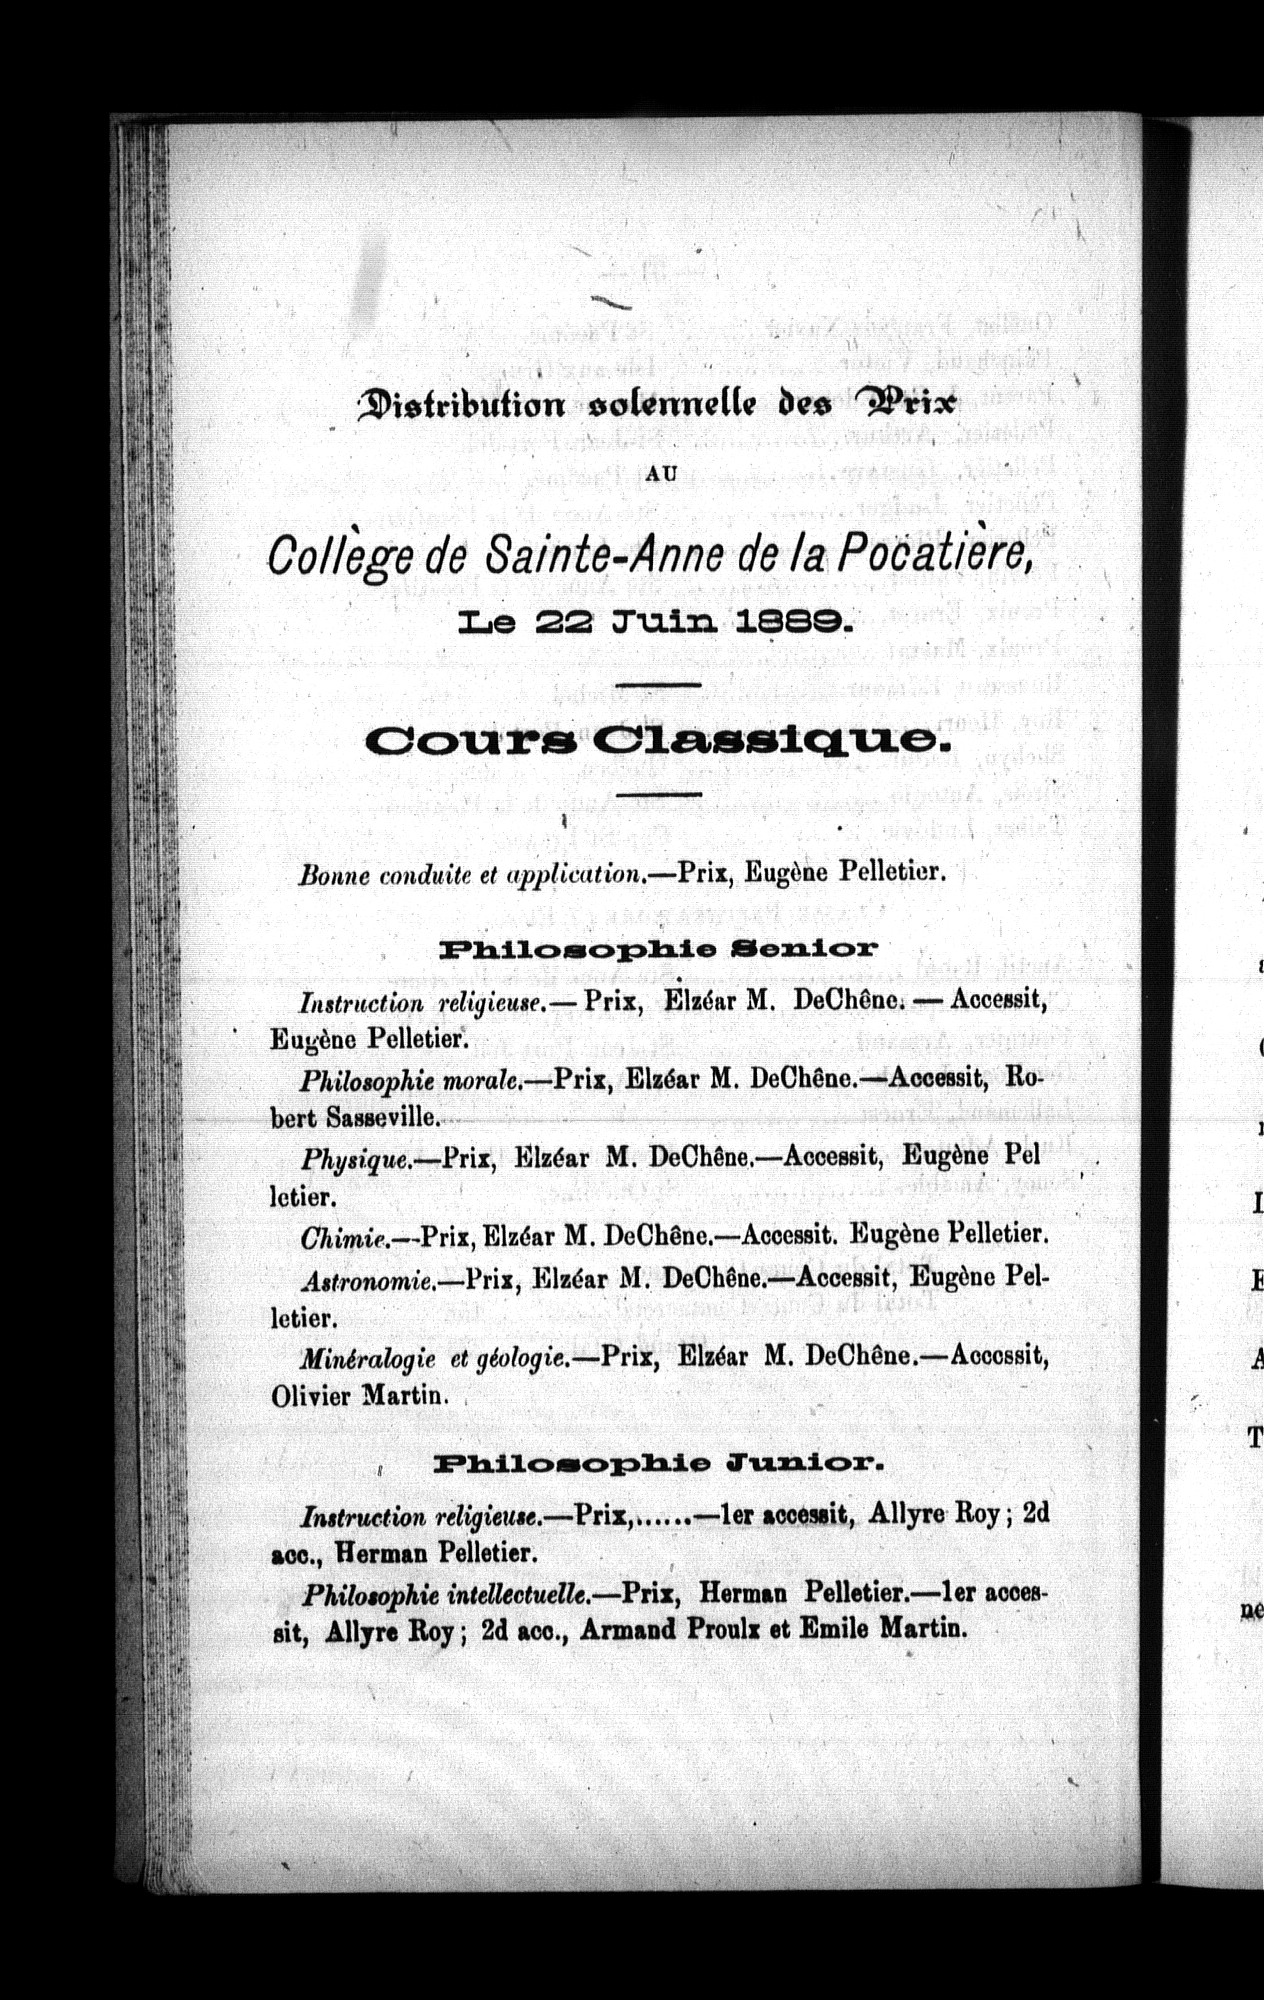 Distribution solennelle des Prix
AU
Collège de Sainte-Anne de la Pocatière,
Le 22 Juin 1889.
Cours Classique.
Bonne conduite et application.—Prix, Eugène Pelletier.
Philosophie Senior
Instruction religieuse.—Prix, Elzéar M. DeChêne.—Accessit,
Eugène Pelletier.
Philosophie morale.—Prix, Elzéar M. DeChêne.—Accessit, Ro-
bert Sasseville.
Physique.—Prix, Elzéar M. DeChêne.—Accessit, Eugène Pel
letier.
Chimie.—Prix, Elzéar M. DeChêne.—Accessit. Eugène Pelletier.
Astronomie.—Prix, Elzéar M. DeChêne.—Accessit, Eugène Pel-
letier.
Minéralogie et géologie.—Prix, Elzéar M. DeChêne.—Accessit,
Olivier Martin.
Philosophie Junior.
Instruction religieuse.—Prix,......—1er accessit, Allyre Roy; 2d
acc., Herman Pelletier.
Philosophie intellectuelle.—Prix, Herman Pelletier.—1er acces-
sit, Allyre Roy; 2d acc., Armand Proulx et Emile Martin.